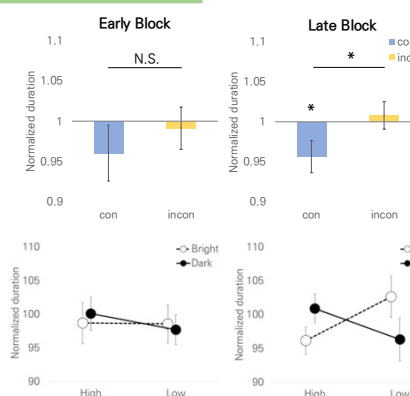 Early Block
1.1
1.05
1
0.95
0.9
Normalized duration
N.S.
con
incon
Late Block
1.1
1.05
1
0.95
0.9
Normalized duration
*
*
con
incon
110
105
100
95
90
Normalized duration
Bright
Dark
High
Low
110
105
100
95
90
Normalized duration
High
Low